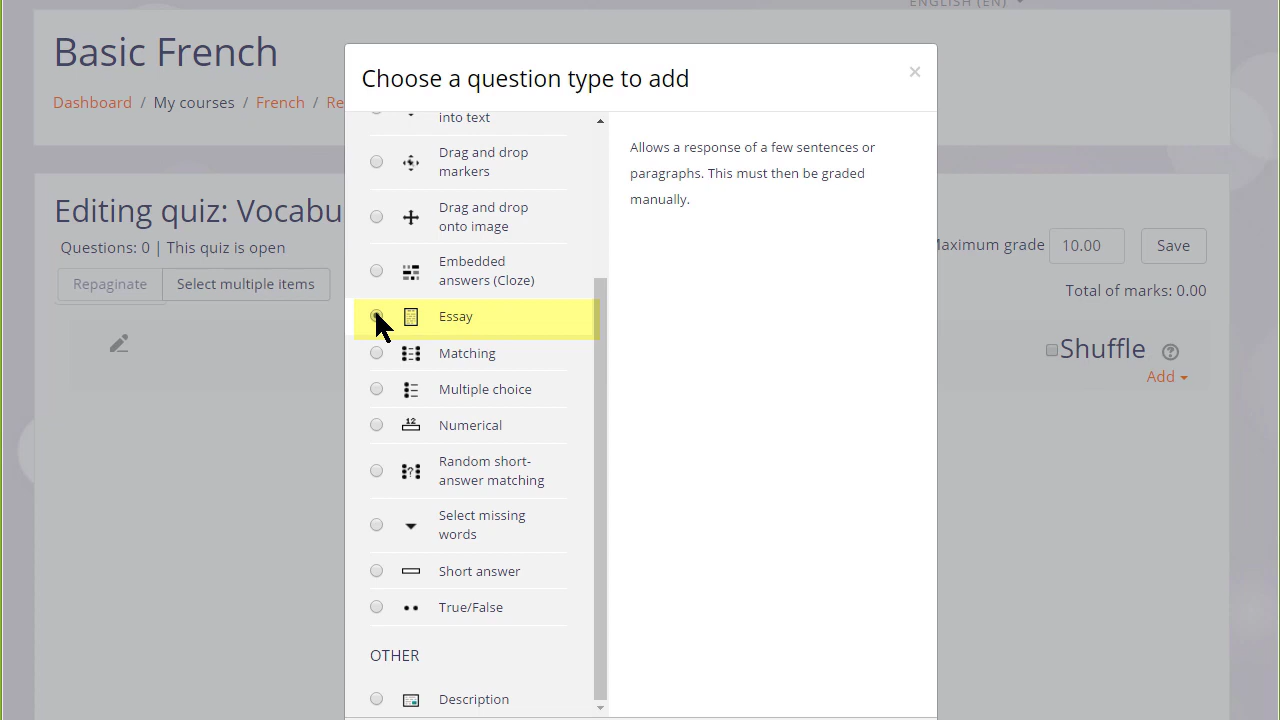 ENGLISH (EN)
Basic French
Dashboard / My courses / French / Re
Choose a question type to add
×
into text
Drag and drop
markers
Drag and drop
onto image
Embedded
answers (Cloze)
Essay
Matching
Multiple choice
Numerical
Random short-
answer matching
Select missing
words
Short answer
True/False
OTHER
Description
Allows a response of a few sentences or
paragraphs. This must then be graded
manually.
Editing quiz: Vocabu
Questions: 0 | This quiz is open
Repaginate
Select multiple items
Maximum grade 10.00 Save
Total of marks: 0.00
Shuffle
Add